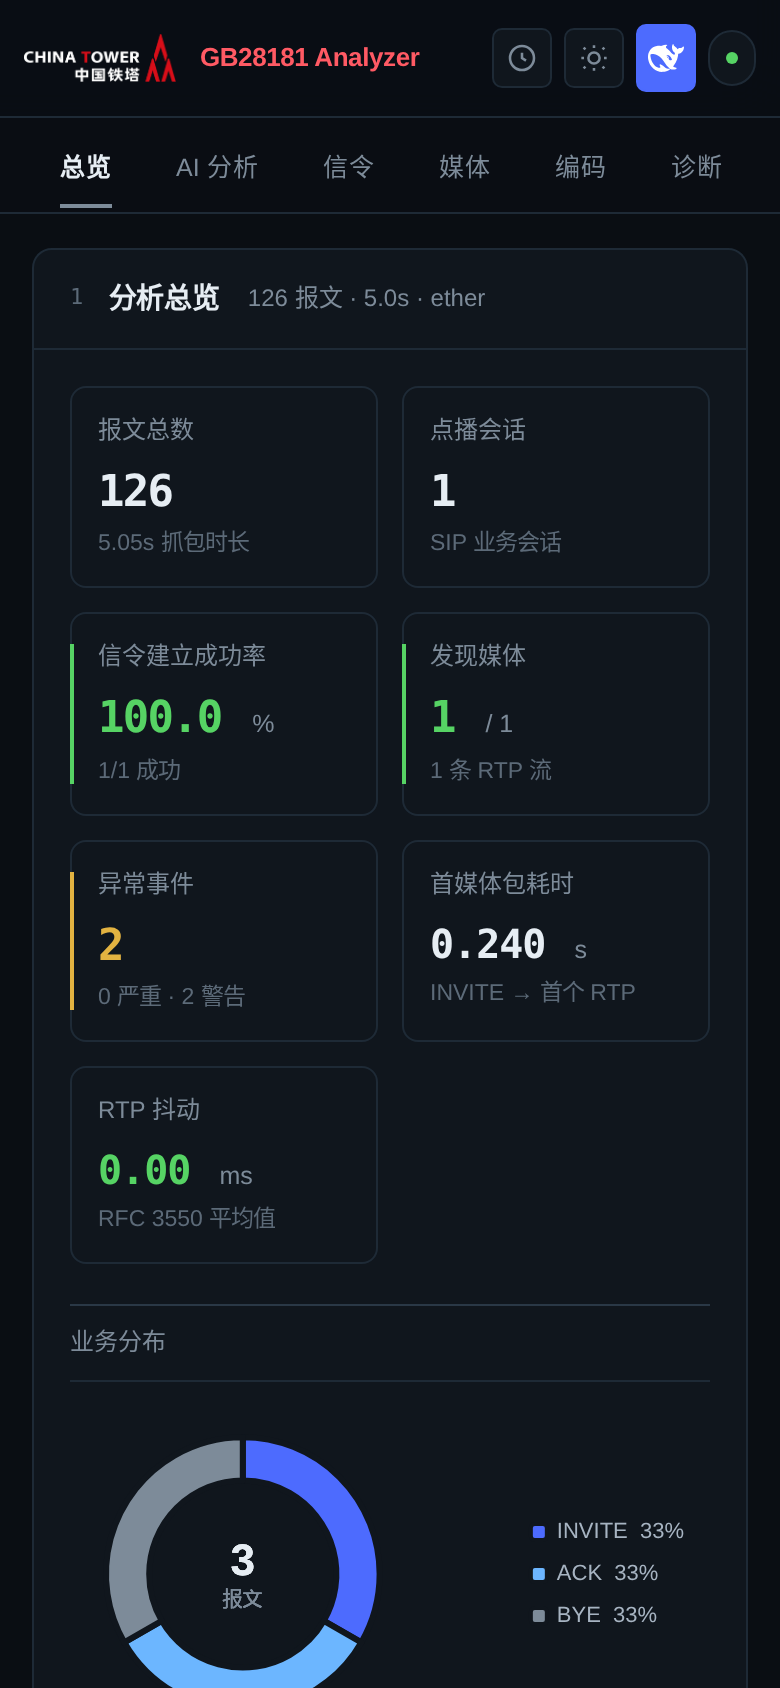 CHINA TOWER
中国铁塔
GB28181 Analyzer
总览 AI 分析 信令 媒体 编码 诊断
1 分析总览 126 报文 · 5.0s · ether
报文总数
126
5.05s 抓包时长
点播会话
1
SIP 业务会话
信令建立成功率
100.0 %
1/1 成功
发现媒体
1 / 1
1 条 RTP 流
异常事件
2
0 严重 · 2 警告
首媒体包耗时
0.240 s
INVITE → 首个 RTP
RTP 抖动
0.00 ms
RFC 3550 平均值
业务分布
3
报文
INVITE 33%
ACK 33%
BYE 33%